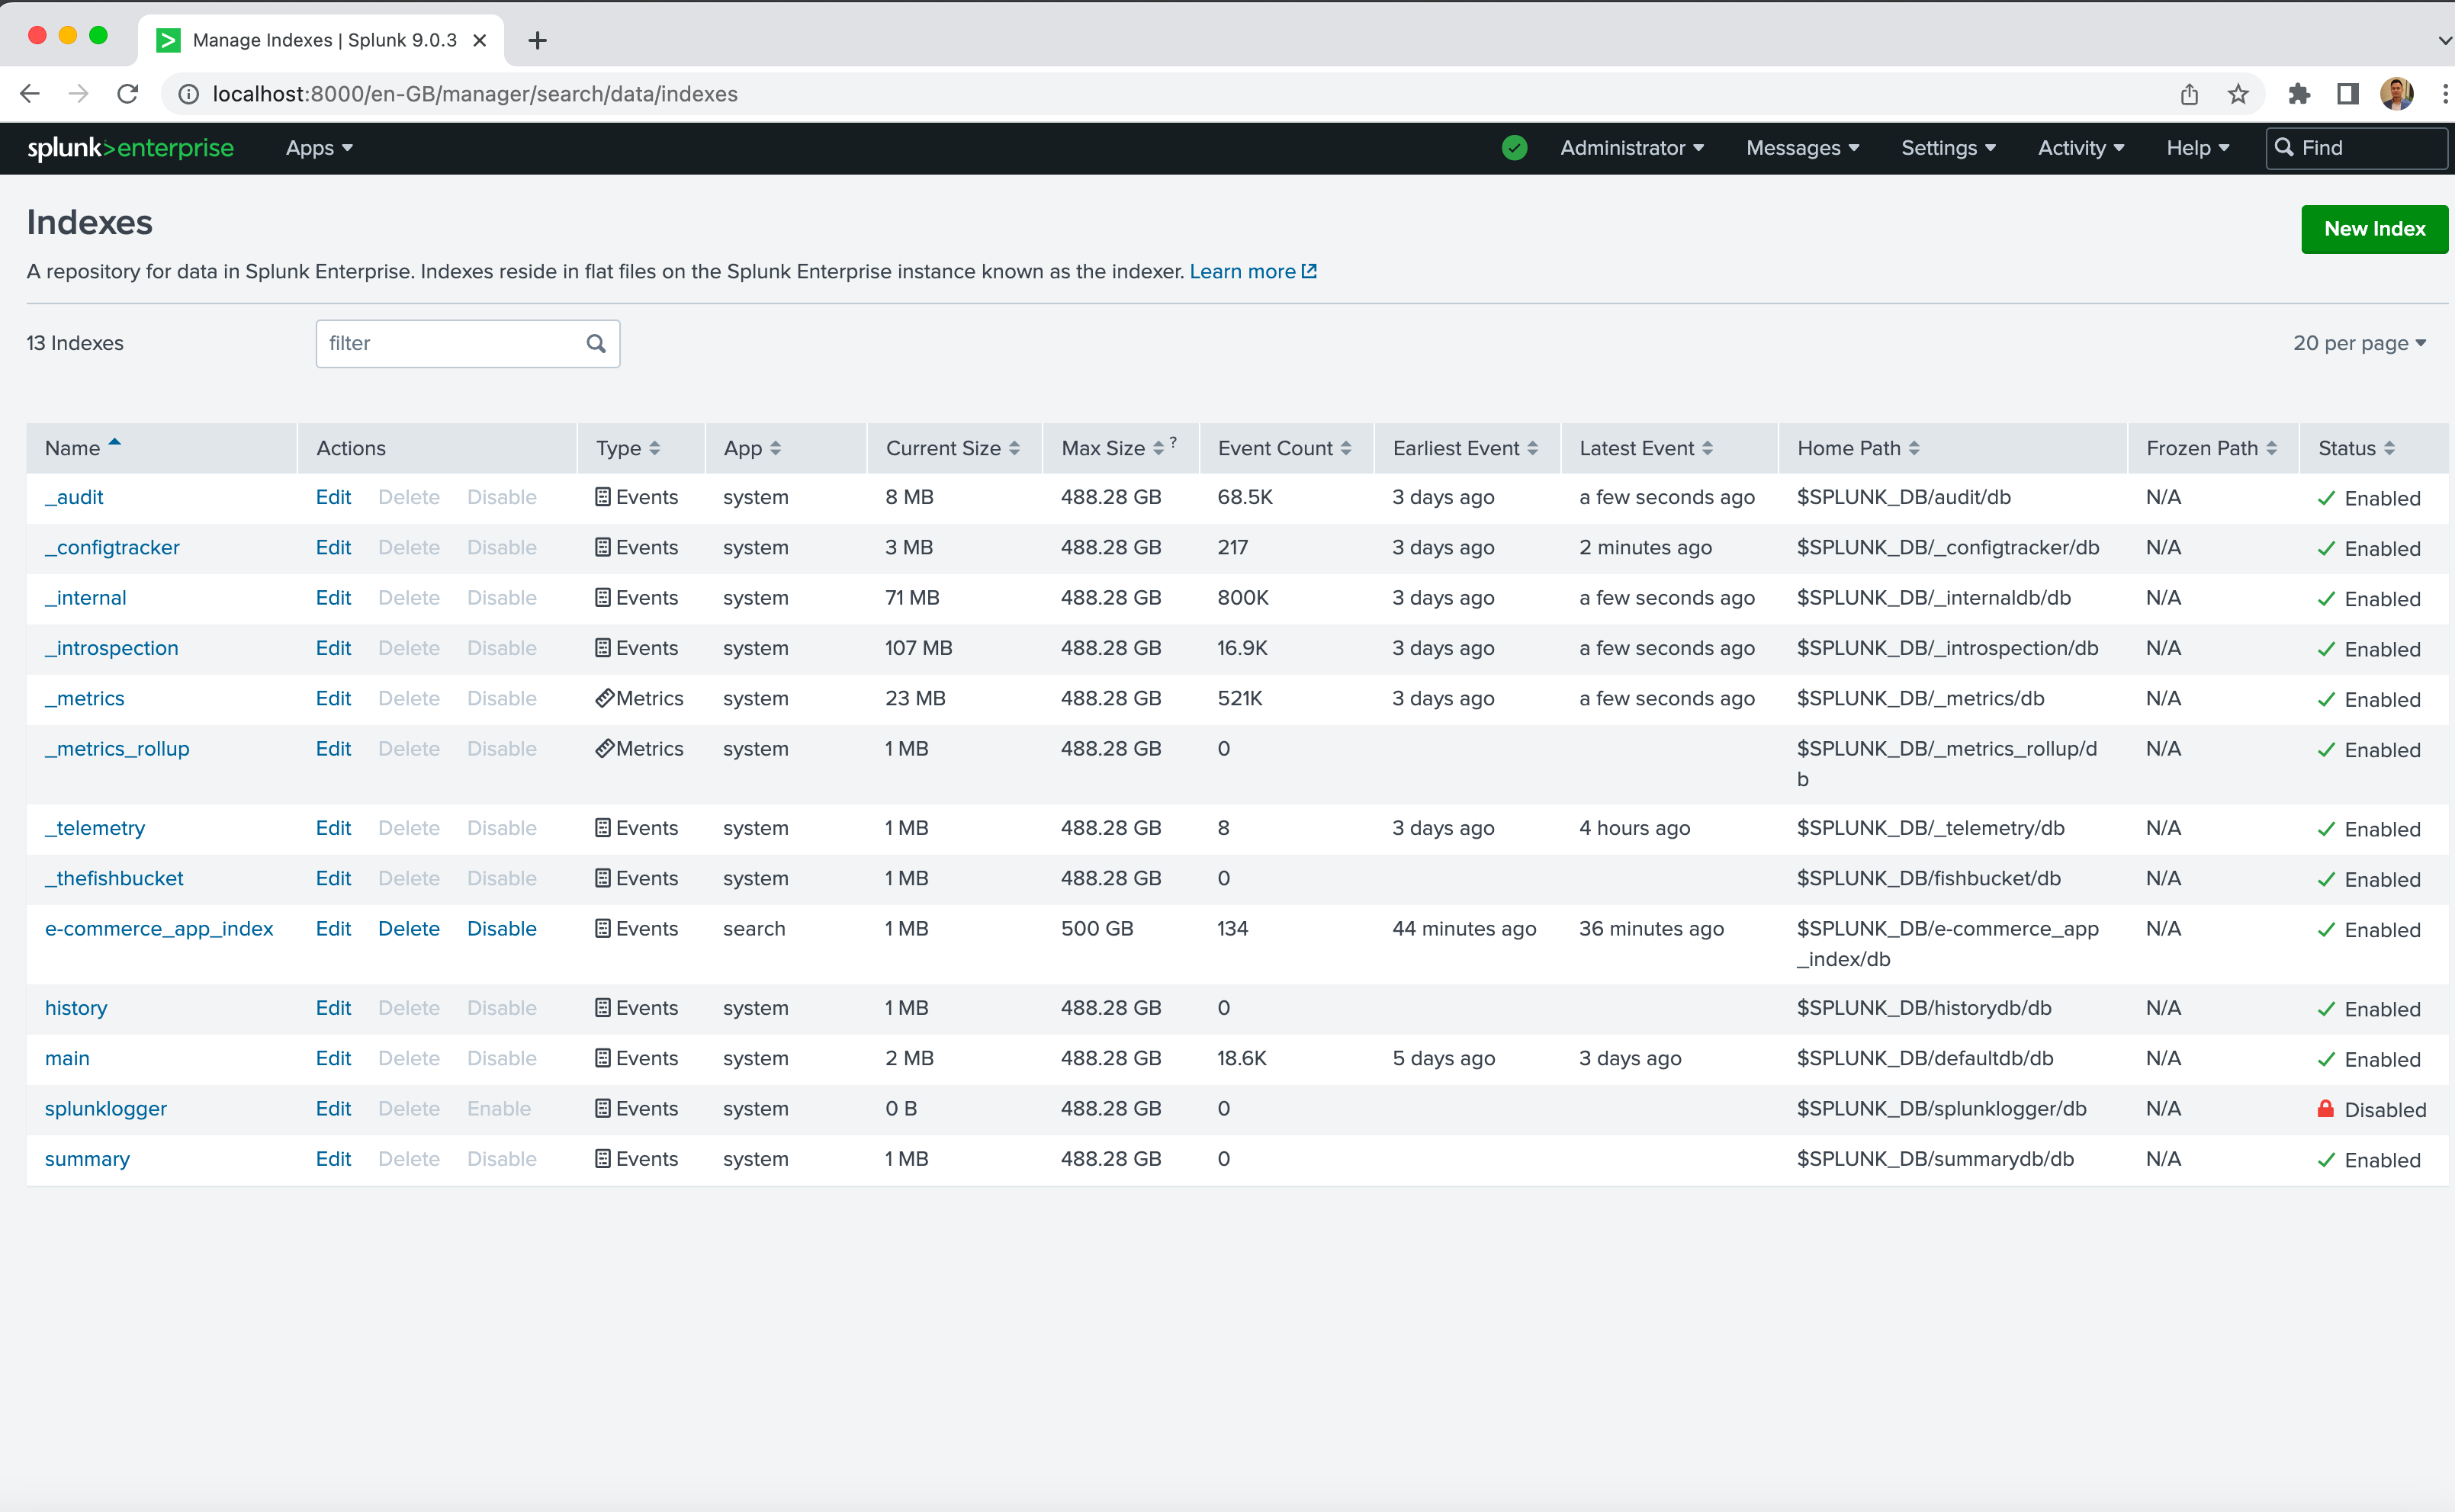 Manage Indexes | Splunk 9.0.3
localhost:8000/en-GB/manager/search/data/indexes
splunk>enterprise Apps Administrator Messages Settings Activity Help Find
Indexes
New Index
A repository for data in Splunk Enterprise. Indexes reside in flat files on the Splunk Enterprise instance known as the indexer. Learn more
13 Indexes filter 20 per page
Name Actions Type App Current Size Max Size ? Event Count Earliest Event Latest Event Home Path Frozen Path Status
_audit Edit Delete Disable Events system 8 MB 488.28 GB 68.5K 3 days ago a few seconds ago $SPLUNK_DB/audit/db N/A Enabled
_configtracker Edit Delete Disable Events system 3 MB 488.28 GB 217 3 days ago 2 minutes ago $SPLUNK_DB/_configtracker/db N/A Enabled
_internal Edit Delete Disable Events system 71 MB 488.28 GB 800K 3 days ago a few seconds ago $SPLUNK_DB/_internaldb/db N/A Enabled
_introspection Edit Delete Disable Events system 107 MB 488.28 GB 16.9K 3 days ago a few seconds ago $SPLUNK_DB/_introspection/db N/A Enabled
_metrics Edit Delete Disable Metrics system 23 MB 488.28 GB 521K 3 days ago a few seconds ago $SPLUNK_DB/_metrics/db N/A Enabled
_metrics_rollup Edit Delete Disable Metrics system 1 MB 488.28 GB 0 $SPLUNK_DB/_metrics_rollup/d N/A Enabled
b
_telemetry Edit Delete Disable Events system 1 MB 488.28 GB 8 3 days ago 4 hours ago $SPLUNK_DB/_telemetry/db N/A Enabled
_thefishbucket Edit Delete Disable Events system 1 MB 488.28 GB 0 $SPLUNK_DB/fishbucket/db N/A Enabled
e-commerce_app_index Edit Delete Disable Events search 1 MB 500 GB 134 44 minutes ago 36 minutes ago $SPLUNK_DB/e-commerce_app N/A Enabled
_index/db
history Edit Delete Disable Events system 1 MB 488.28 GB 0 $SPLUNK_DB/historydb/db N/A Enabled
main Edit Delete Disable Events system 2 MB 488.28 GB 18.6K 5 days ago 3 days ago $SPLUNK_DB/defaultdb/db N/A Enabled
splunklogger Edit Delete Enable Events system 0 B 488.28 GB 0 $SPLUNK_DB/splunklogger/db N/A Disabled
summary Edit Delete Disable Events system 1 MB 488.28 GB 0 $SPLUNK_DB/summarydb/db N/A Enabled